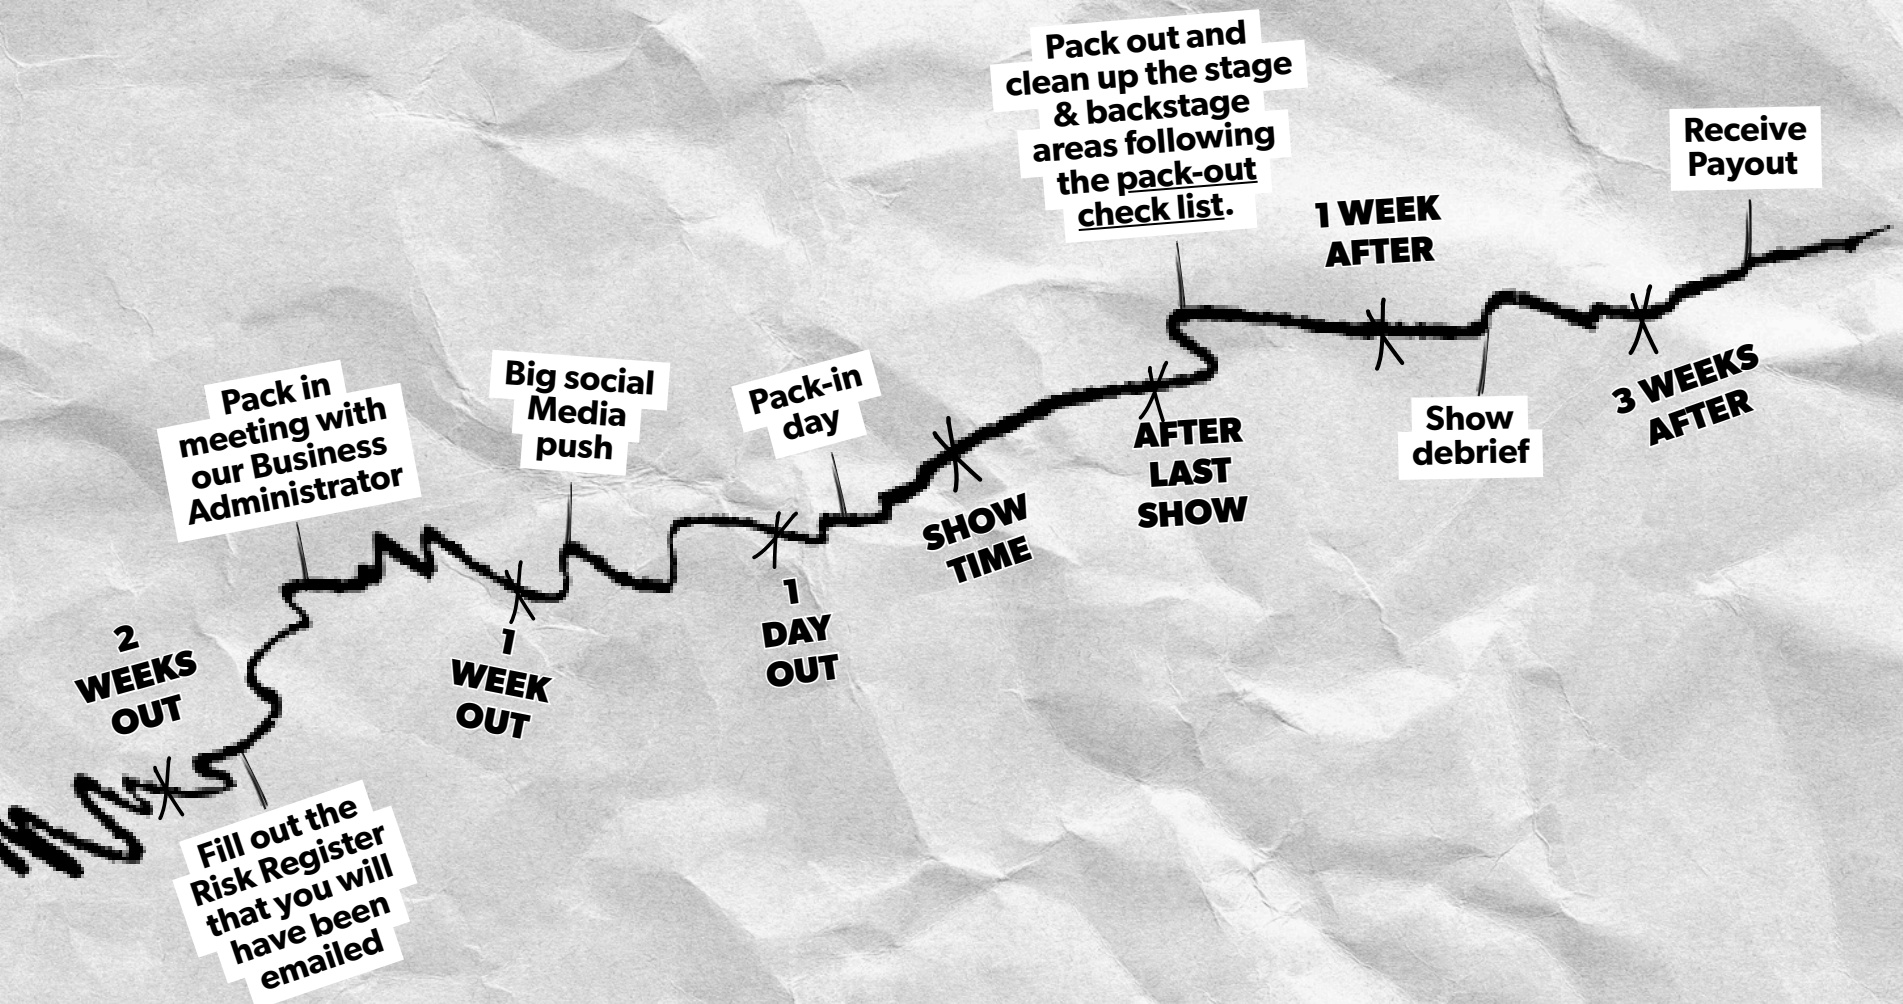 2
WEEKS
OUT
Fill out the
Risk Register
that you will
have been
emailed
Pack in
meeting with
our Business
Administrator
1
WEEK
OUT
Big social
Media
push
1
DAY
OUT
Pack-in
day
SHOW
TIME
AFTER
LAST
SHOW
Pack out and
clean up the stage
& backstage
areas following
the pack-out
check list.
1 WEEK
AFTER
Show
debrief
3 WEEKS
AFTER
Receive
Payout